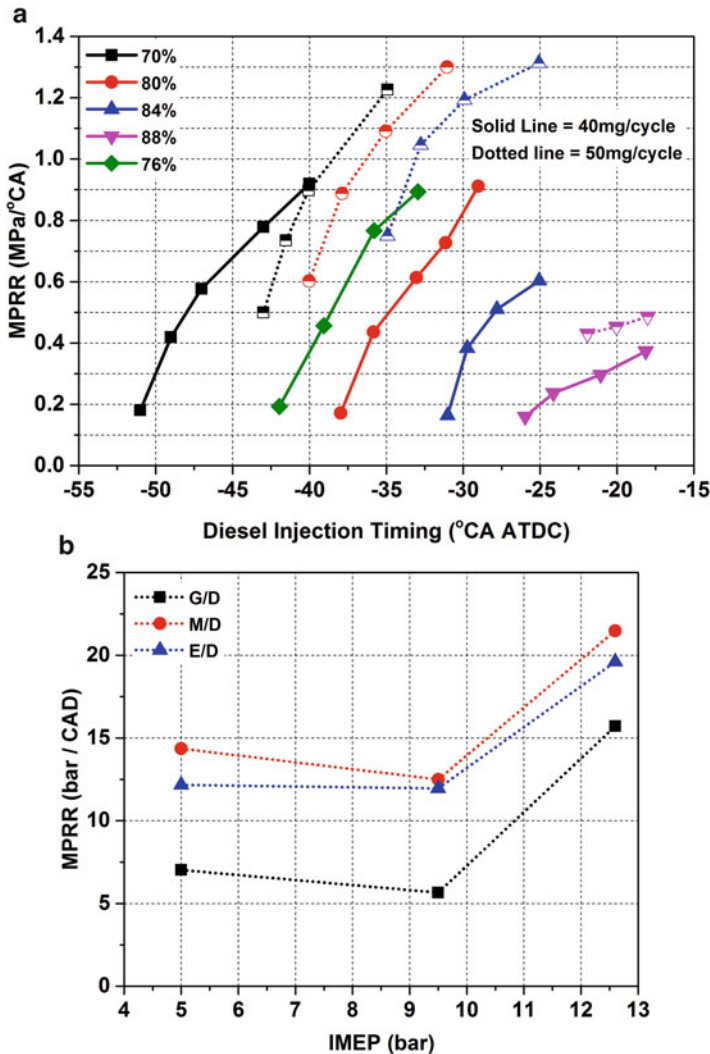 a
1.4
1.2
1.0
0.8
0.6
0.4
0.2
0.0
MPRR (MPa/°CA)
70%
80%
84%
88%
76%
Solid Line = 40mg/cycle
Dotted line = 50mg/cycle
-55 -50 -45 -40 -35 -30 -25 -20 -15
Diesel Injection Timing (°CA ATDC)
b
25
20
15
10
5
0
MPRR (bar / CAD)
G/D
M/D
E/D
4 5 6 7 8 9 10 11 12 13
IMEP (bar)